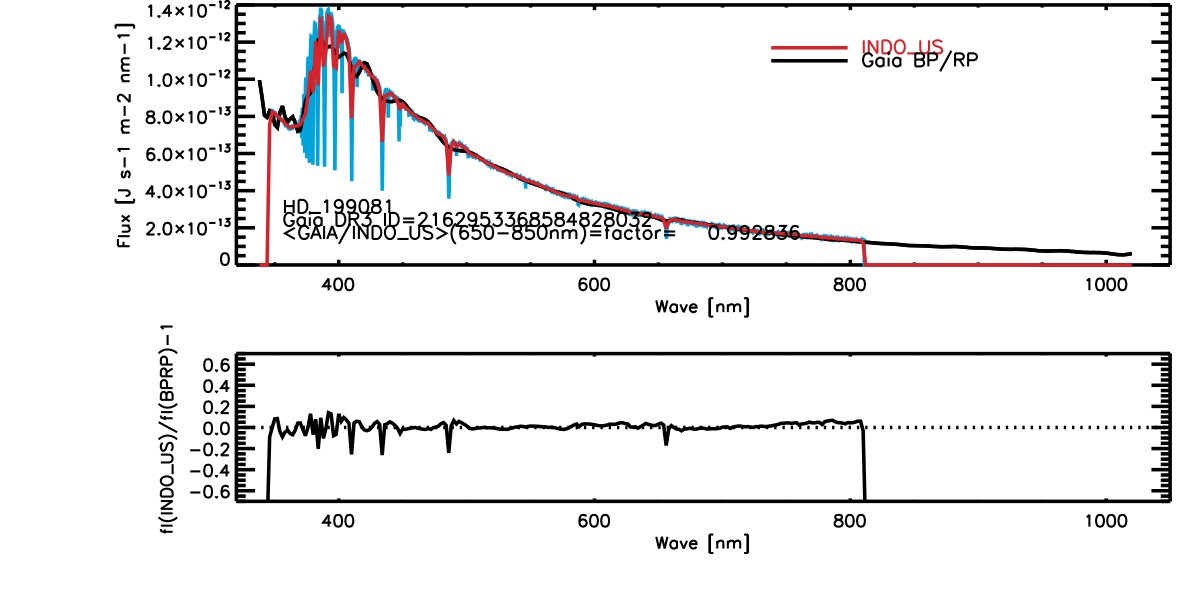 1.4×10−12
1.2×10−12
1.0×10−12
8.0×10−13
6.0×10−13
4.0×10−13
2.0×10−13
0
Flux [J s−1 m−2 nm−1]
INDO_US
Gaia BP/RP
HD_199081
Gaia DR3 ID=2162953368584828032
<GAIA/INDO_US>(650−850nm)=factor= 0.992836
400 600 800 1000
Wave [nm]
fl(INDO_US)/fl(BPRP)−1
0.6
0.4
0.2
0.0
−0.2
−0.4
−0.6
400 600 800 1000
Wave [nm]